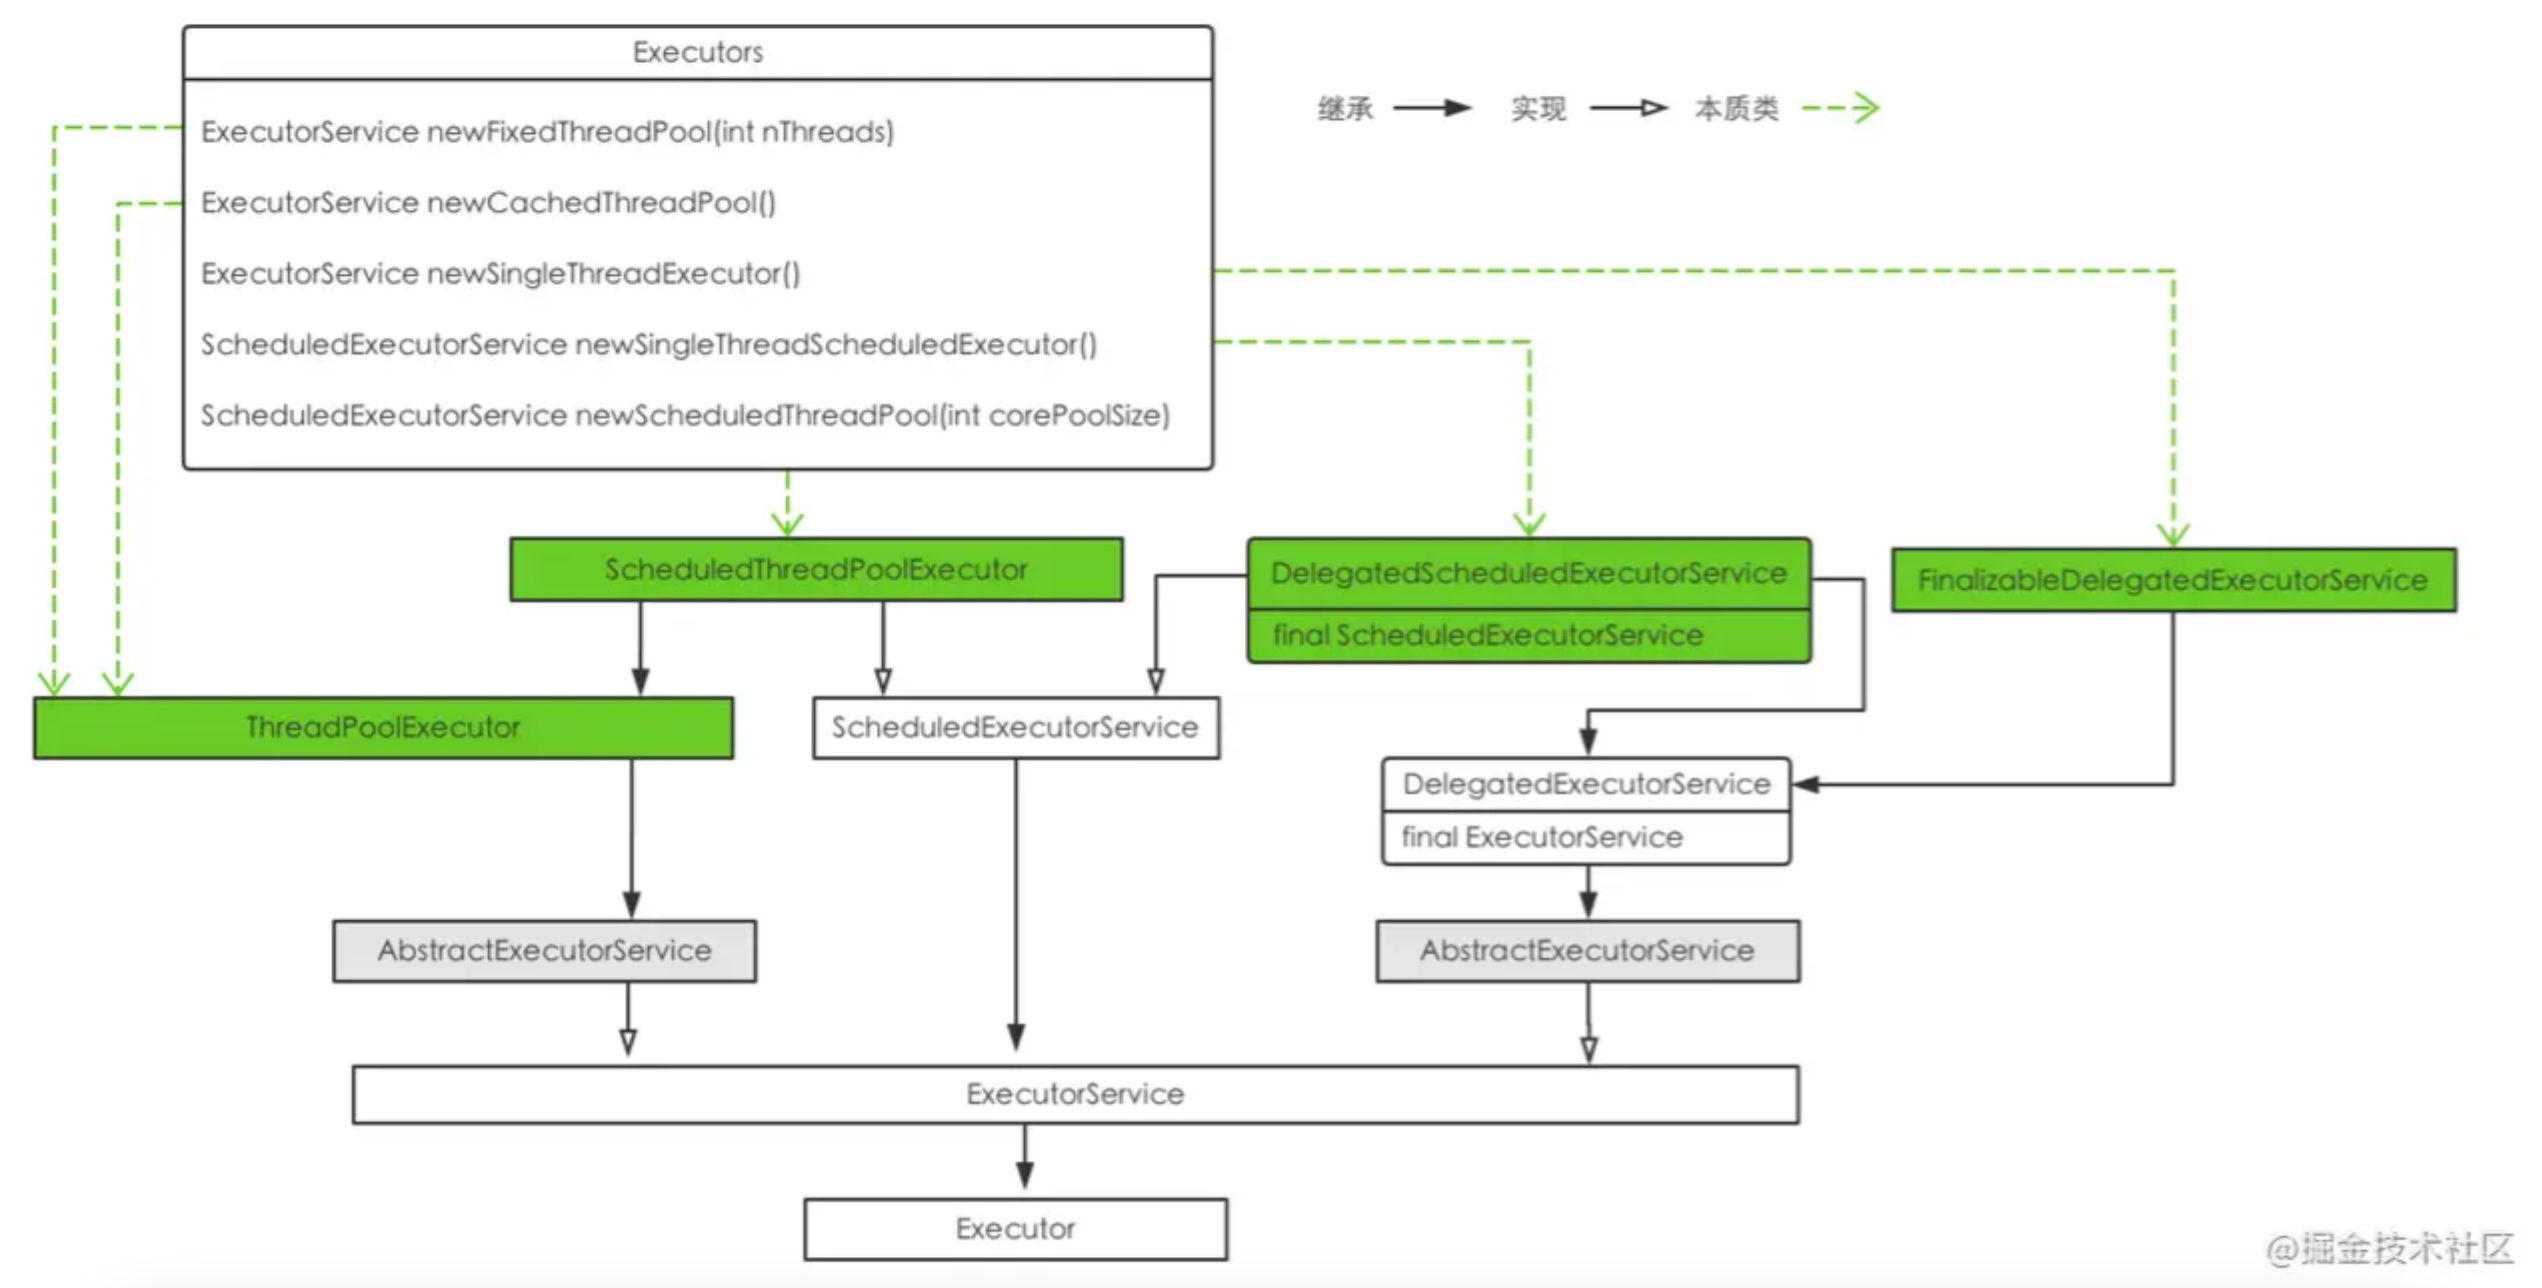 Executors
ExecutorService newFixedThreadPool(int nThreads)
ExecutorService newCachedThreadPool()
ExecutorService newSingleThreadExecutor()
ScheduledExecutorService newSingleThreadScheduledExecutor()
ScheduledExecutorService newScheduledThreadPool(int corePoolSize)
继承 实现 本质类
ScheduledThreadPoolExecutor
DelegatedScheduledExecutorService
final ScheduledExecutorService
FinalizableDelegatedExecutorService
ThreadPoolExecutor
ScheduledExecutorService
DelegatedExecutorService
final ExecutorService
AbstractExecutorService
AbstractExecutorService
ExecutorService
Executor
@掘金技术社区